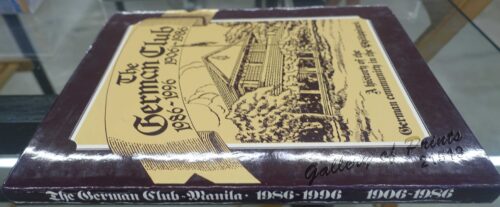 The
German Club
1906-1986
1986-1996
A history of the
German community in the
Gallery of Prints
The German Club-Manila · 1986-1996 1906-1986